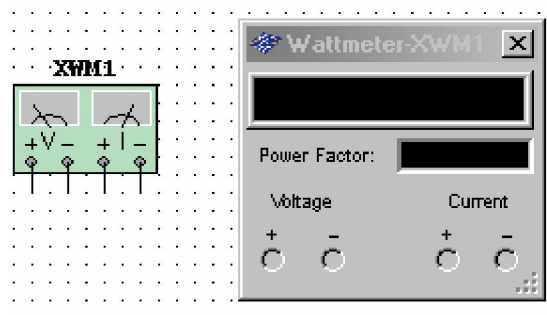 XWM1
+ V - + I -
Wattmeter-XWM1
Power Factor:
Voltage Current
+ - + -